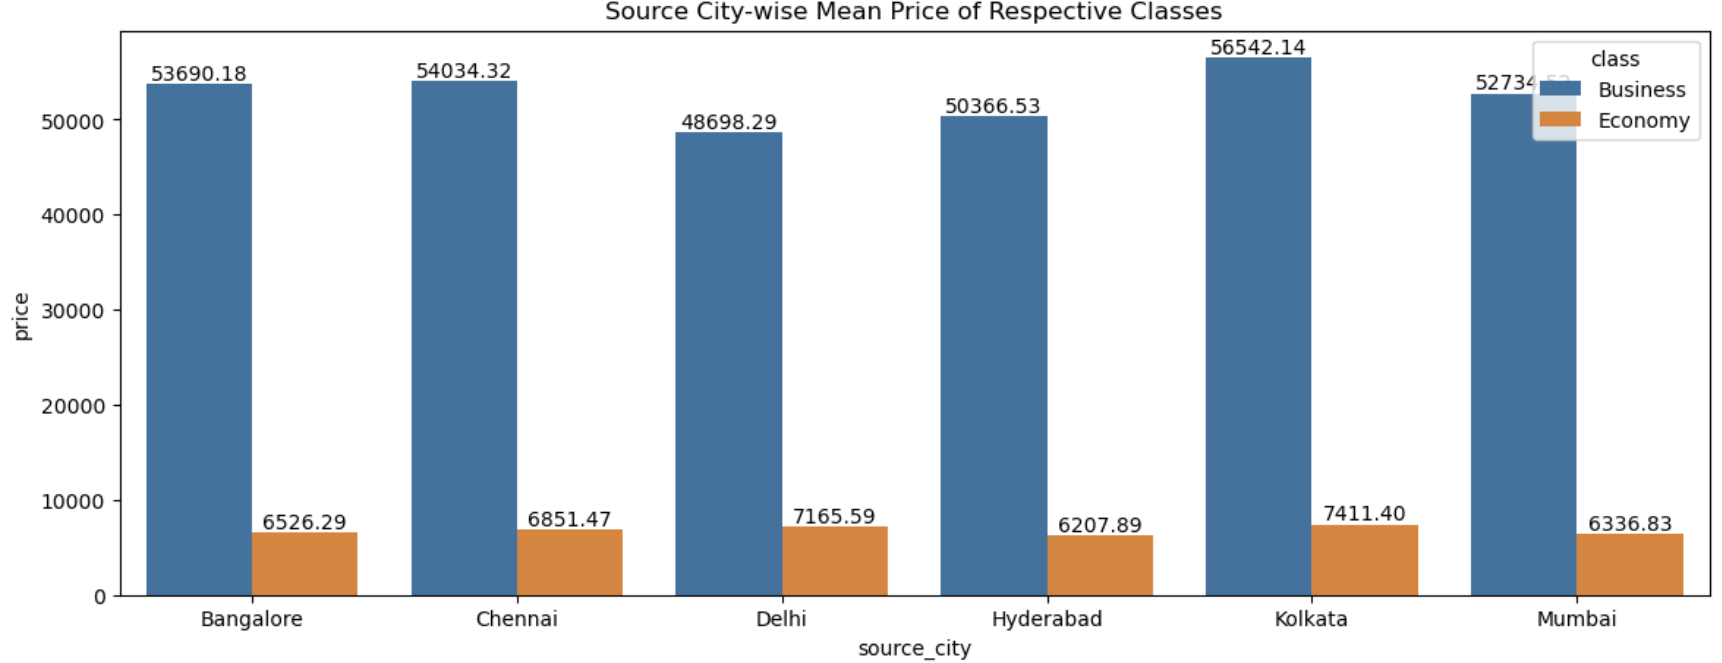 Source City-wise Mean Price of Respective Classes
53690.18
54034.32
48698.29
50366.53
56542.14
class
Business
Economy
50000
40000
30000
20000
10000
0
price
6526.29
6851.47
7165.59
6207.89
7411.40
6336.83
Bangalore
Chennai
Delhi
Hyderabad
Kolkata
Mumbai
source_city